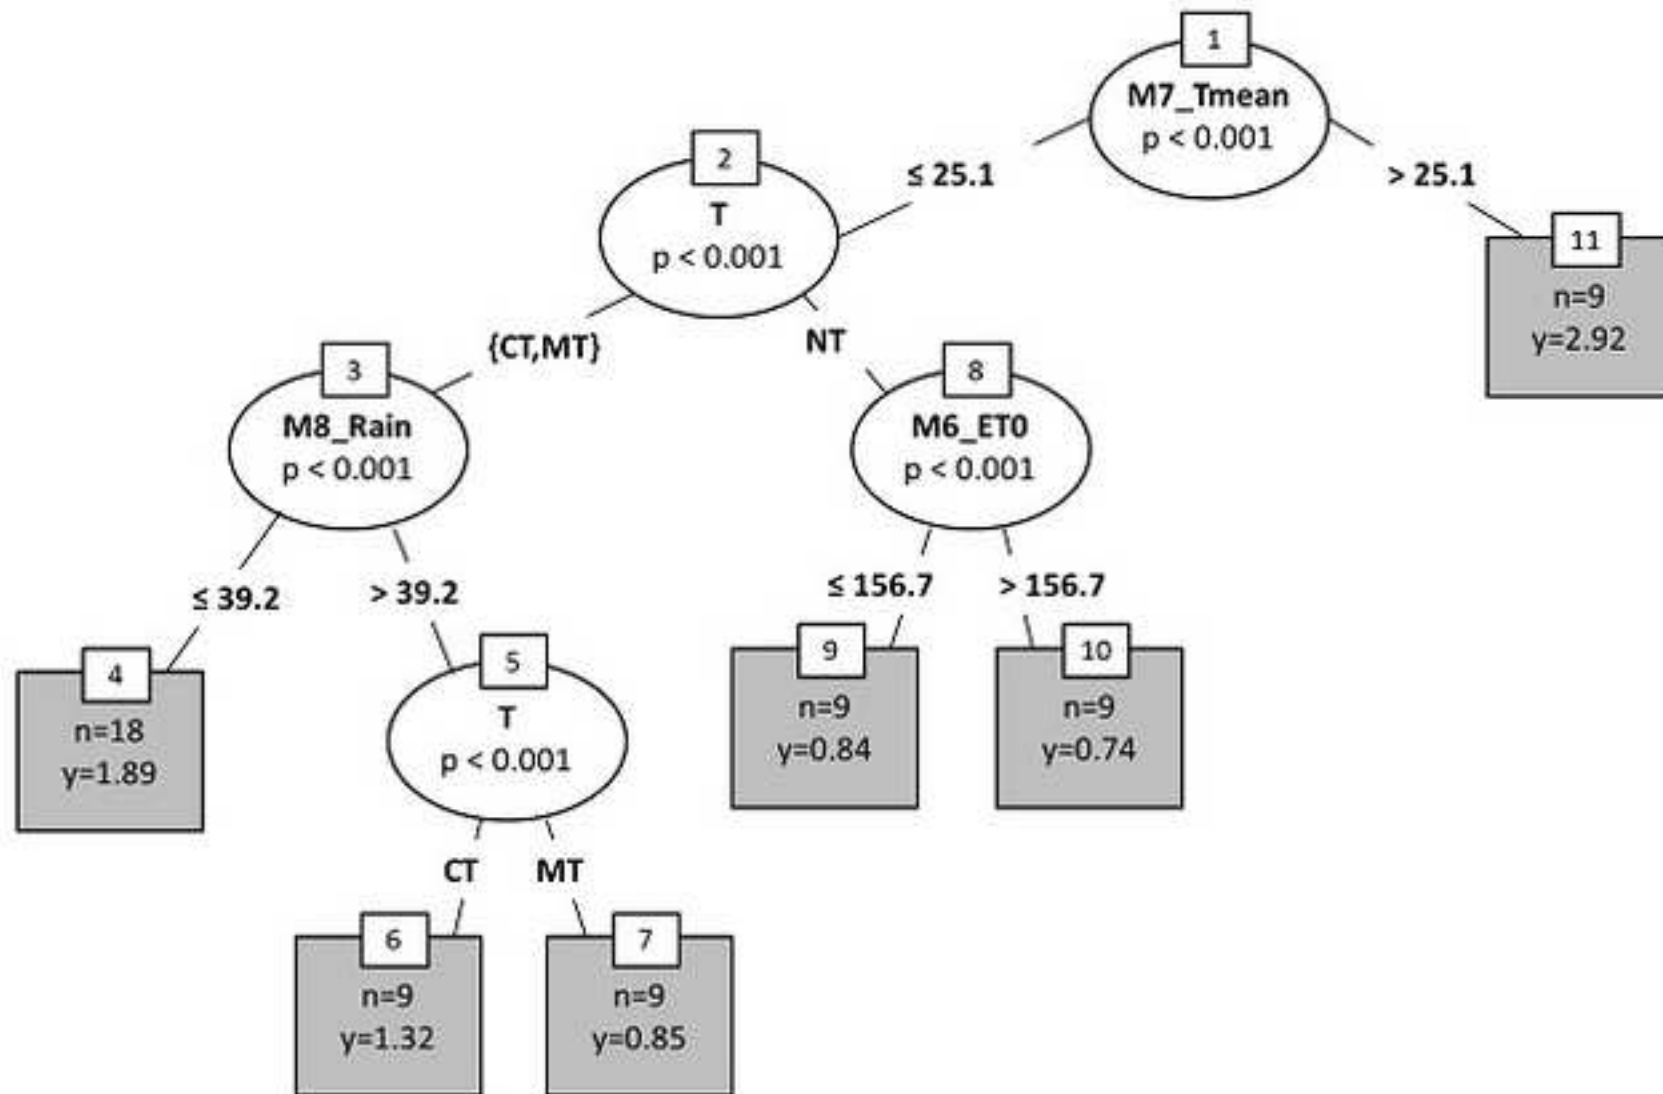 1
M7_Tmean
p < 0.001
≤ 25.1
> 25.1
2
T
p < 0.001
{CT,MT}
NT
11
n=9
y=2.92
3
M8_Rain
p < 0.001
≤ 39.2
> 39.2
8
M6_ET0
p < 0.001
≤ 156.7
> 156.7
4
n=18
y=1.89
5
T
p < 0.001
CT
MT
9
n=9
y=0.84
10
n=9
y=0.74
6
n=9
y=1.32
7
n=9
y=0.85